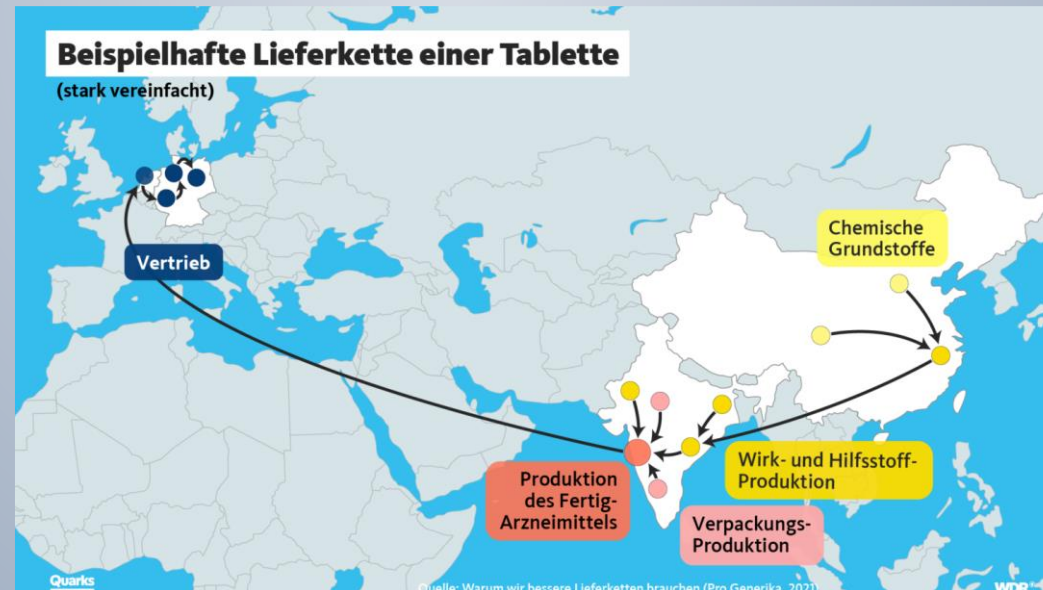 Beispielhafte Lieferkette einer Tablette
(stark vereinfacht)
Chemische
Grundstoffe
Vertrieb
Wirk- und Hilfsstoff-
Produktion
Produktion
des Fertig-
Arzneimittels
Verpackungs-
Produktion
Quarks
Quelle: Warum wir bessere Lieferketten brauchen (Pro Generika, 2021)
WDR